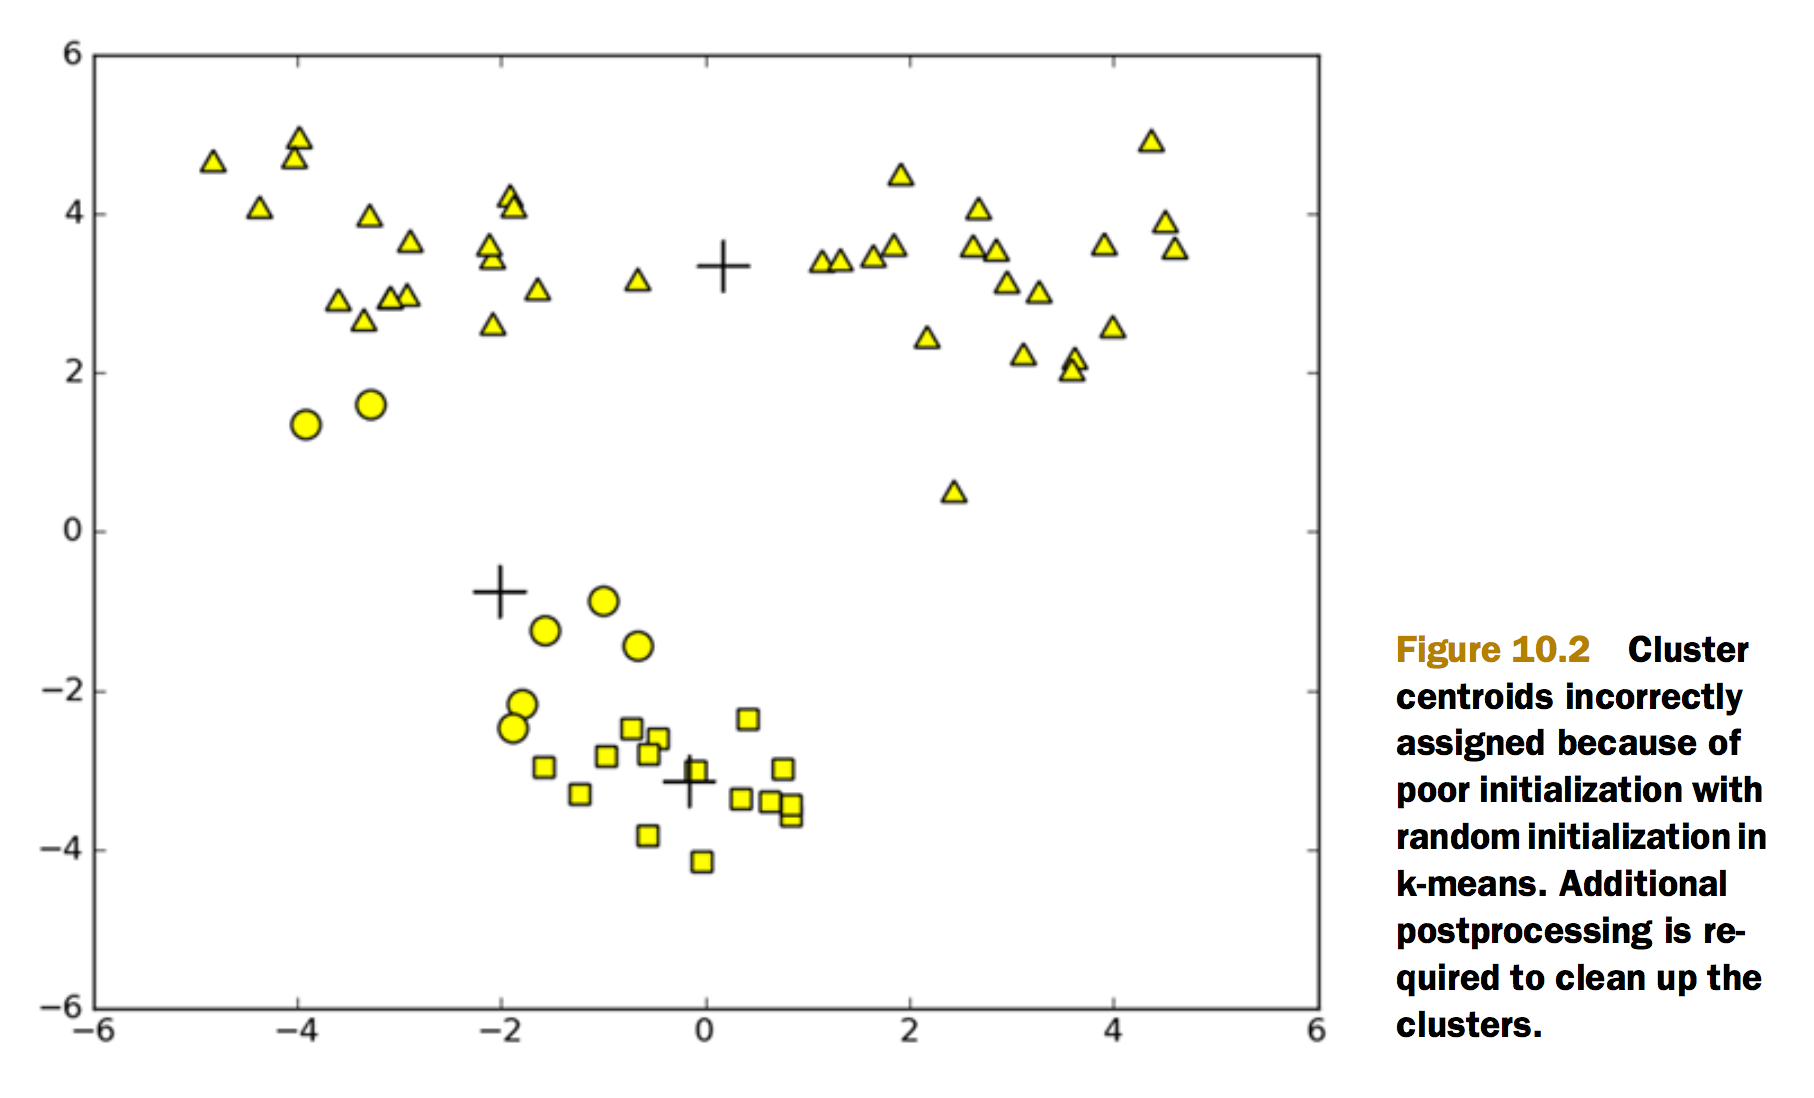 6
4
2
0
−2
−4
−6
−6 −4 −2 0 2 4 6
Figure 10.2 Cluster
centroids incorrectly
assigned because of
poor initialization with
random initialization in
k-means. Additional
postprocessing is re-
quired to clean up the
clusters.